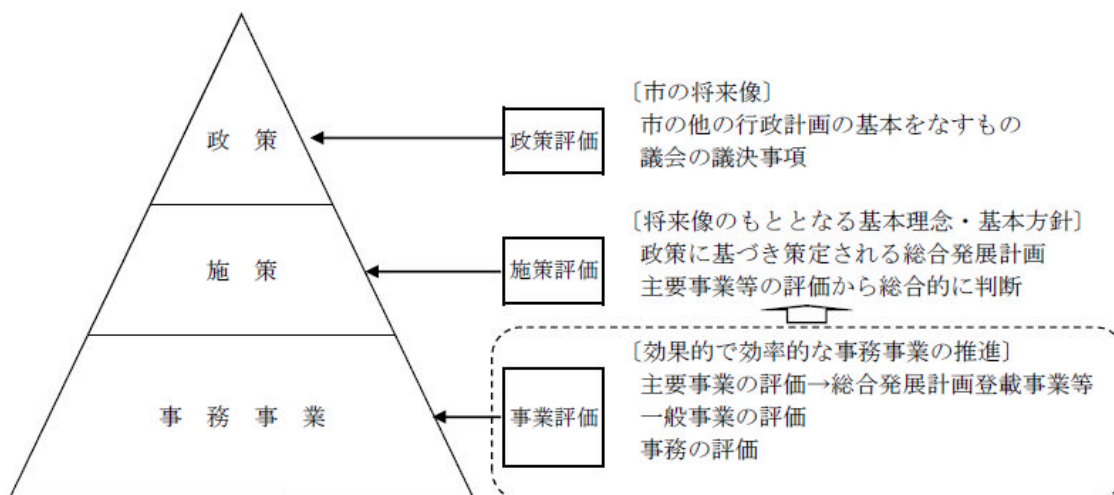 〔市の将来像〕
政　策
政策評価
市の他の行政計画の基本をなすもの
議会の議決事項
〔将来像のもととなる基本理念・基本方針〕
施　策
施策評価
政策に基づき策定される総合発展計画
主要事業等の評価から総合的に判断
〔効果的で効率的な事務事業の推進〕
主要事業の評価→総合発展計画登載事業等
事　務　事　業
事業評価
一般事業の評価
事務の評価